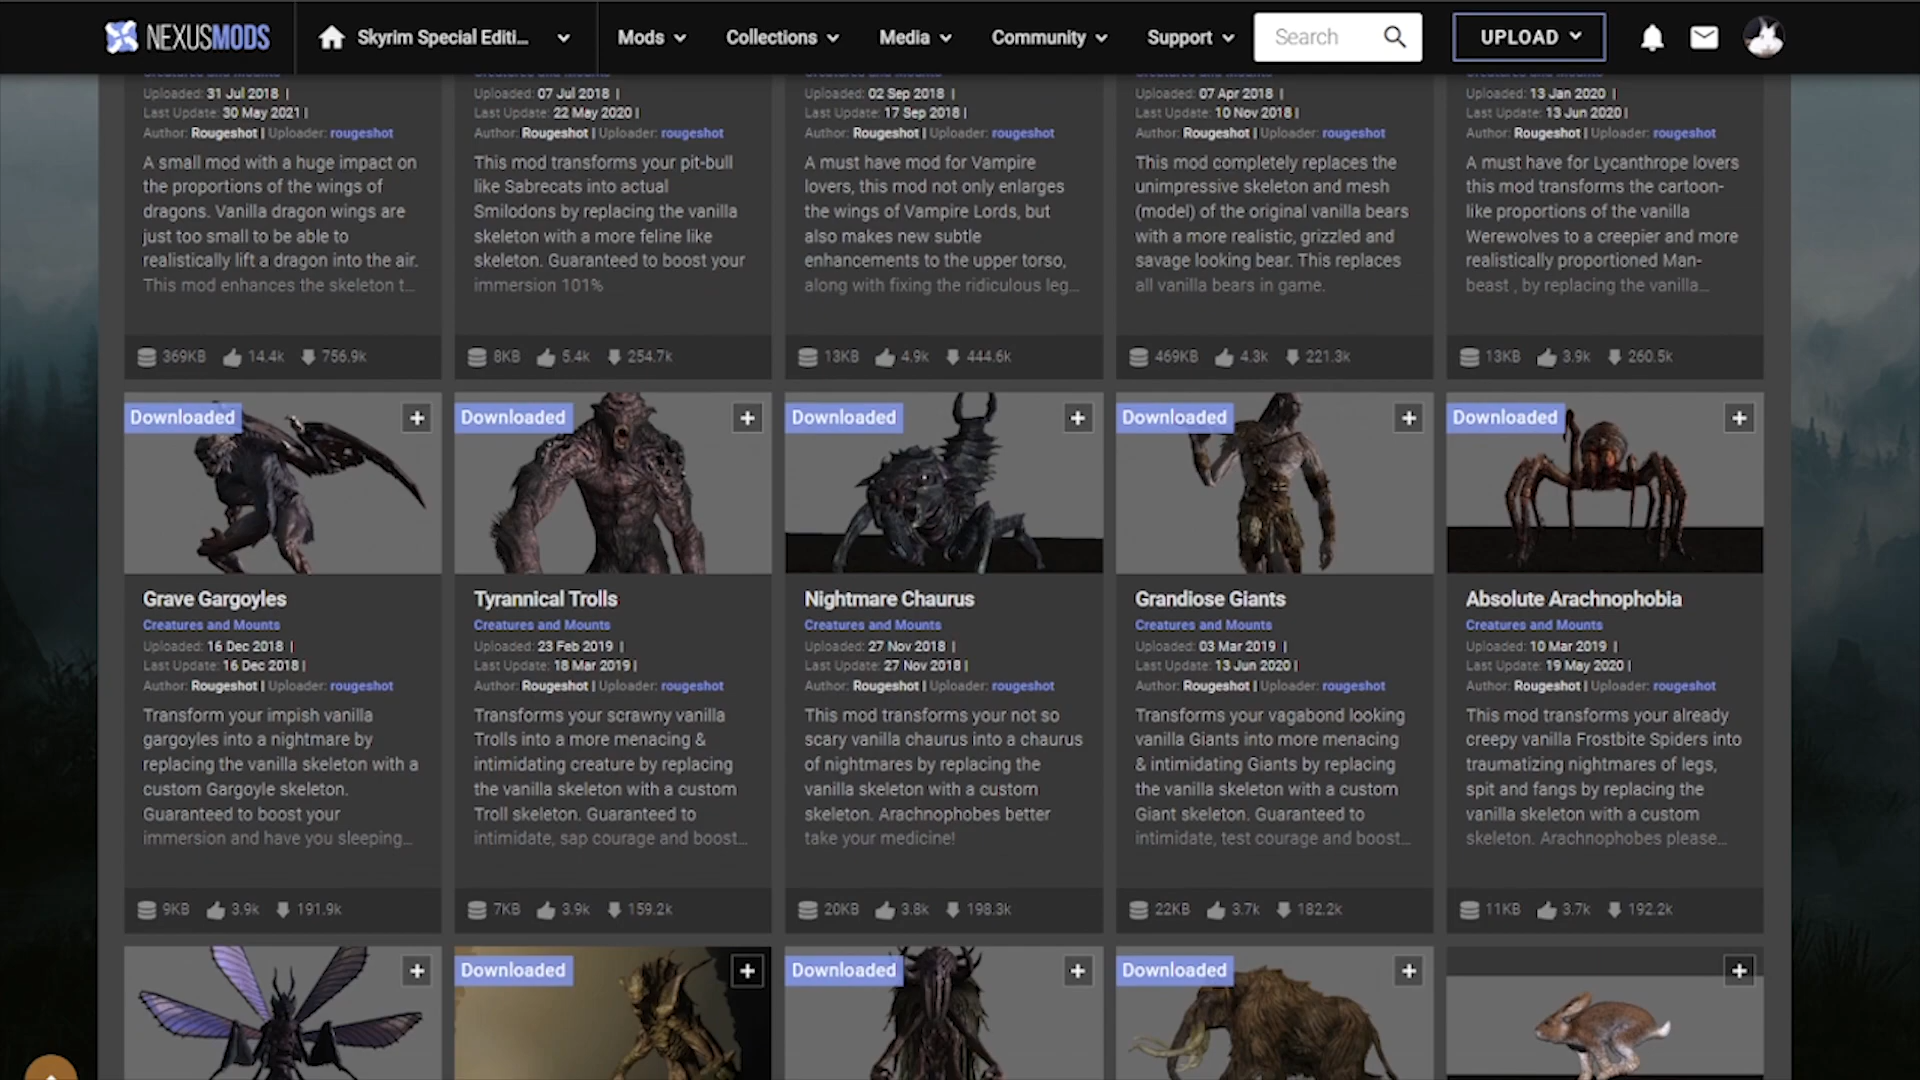 NEXUSMODS
Skyrim Special Editi...
Mods
Collections
Media
Community
Support
Search
UPLOAD
Uploaded: 31 Jul 2018 |
Last Update: 30 May 2021 |
Author: Rougeshot | Uploader: rougeshot
A small mod with a huge impact on
the proportions of the wings of
dragons. Vanilla dragon wings are
just too small to be able to
realistically lift a dragon into the air.
This mod enhances the skeleton t...
369KB 14.4k 756.9k
Uploaded: 07 Jul 2018 |
Last Update: 22 May 2020 |
Author: Rougeshot | Uploader: rougeshot
This mod transforms your pit-bull
like Sabrecats into actual
Smilodons by replacing the vanilla
skeleton with a more feline like
skeleton. Guaranteed to boost your
immersion 101%
8KB 5.4k 254.7k
Uploaded: 02 Sep 2018 |
Last Update: 17 Sep 2018 |
Author: Rougeshot | Uploader: rougeshot
A must have mod for Vampire
lovers, this mod not only enlarges
the wings of Vampire Lords, but
also makes new subtle
enhancements to the upper torso,
along with fixing the ridiculous leg...
13KB 4.9k 444.6k
Uploaded: 07 Apr 2018 |
Last Update: 10 Nov 2018 |
Author: Rougeshot | Uploader: rougeshot
This mod completely replaces the
unimpressive skeleton and mesh
(model) of the original vanilla bears
with a more realistic, grizzled and
savage looking bear. This replaces
all vanilla bears in game.
469KB 4.3k 221.3k
Uploaded: 13 Jan 2020 |
Last Update: 13 Jun 2020 |
Author: Rougeshot | Uploader: rougeshot
A must have for Lycanthrope lovers
this mod transforms the cartoon-
like proportions of the vanilla
Werewolves to a creepier and more
realistically proportioned Man-
beast , by replacing the vanilla...
13KB 3.9k 260.5k
Downloaded
Grave Gargoyles
Creatures and Mounts
Uploaded: 16 Dec 2018 |
Last Update: 16 Dec 2018 |
Author: Rougeshot | Uploader: rougeshot
Transform your impish vanilla
gargoyles into a nightmare by
replacing the vanilla skeleton with a
custom Gargoyle skeleton.
Guaranteed to boost your
immersion and have you sleeping...
9KB 3.9k 191.9k
Downloaded
Tyrannical Trolls
Creatures and Mounts
Uploaded: 23 Feb 2019 |
Last Update: 18 Mar 2019 |
Author: Rougeshot | Uploader: rougeshot
Transforms your scrawny vanilla
Trolls into a more menacing &
intimidating creature by replacing
the vanilla skeleton with a custom
Troll skeleton. Guaranteed to
intimidate, sap courage and boost...
7KB 3.9k 159.2k
Downloaded
Nightmare Chaurus
Creatures and Mounts
Uploaded: 27 Nov 2018 |
Last Update: 27 Nov 2018 |
Author: Rougeshot | Uploader: rougeshot
This mod transforms your not so
scary vanilla chaurus into a chaurus
of nightmares by replacing the
vanilla skeleton with a custom
skeleton. Arachnophobes better
take your medicine!
20KB 3.8k 198.3k
Downloaded
Grandiose Giants
Creatures and Mounts
Uploaded: 03 Mar 2019 |
Last Update: 13 Jun 2020 |
Author: Rougeshot | Uploader: rougeshot
Transforms your vagabond looking
vanilla Giants into more menacing
& intimidating Giants by replacing
the vanilla skeleton with a custom
Giant skeleton. Guaranteed to
intimidate, test courage and boost...
22KB 3.7k 182.2k
Downloaded
Absolute Arachnophobia
Creatures and Mounts
Uploaded: 10 Mar 2019 |
Last Update: 19 May 2020 |
Author: Rougeshot | Uploader: rougeshot
This mod transforms your already
creepy vanilla Frostbite Spiders into
traumatizing nightmares of legs,
spit and fangs by replacing the
vanilla skeleton with a custom
skeleton. Arachnophobes please...
11KB 3.7k 192.2k
Downloaded
Downloaded
Downloaded